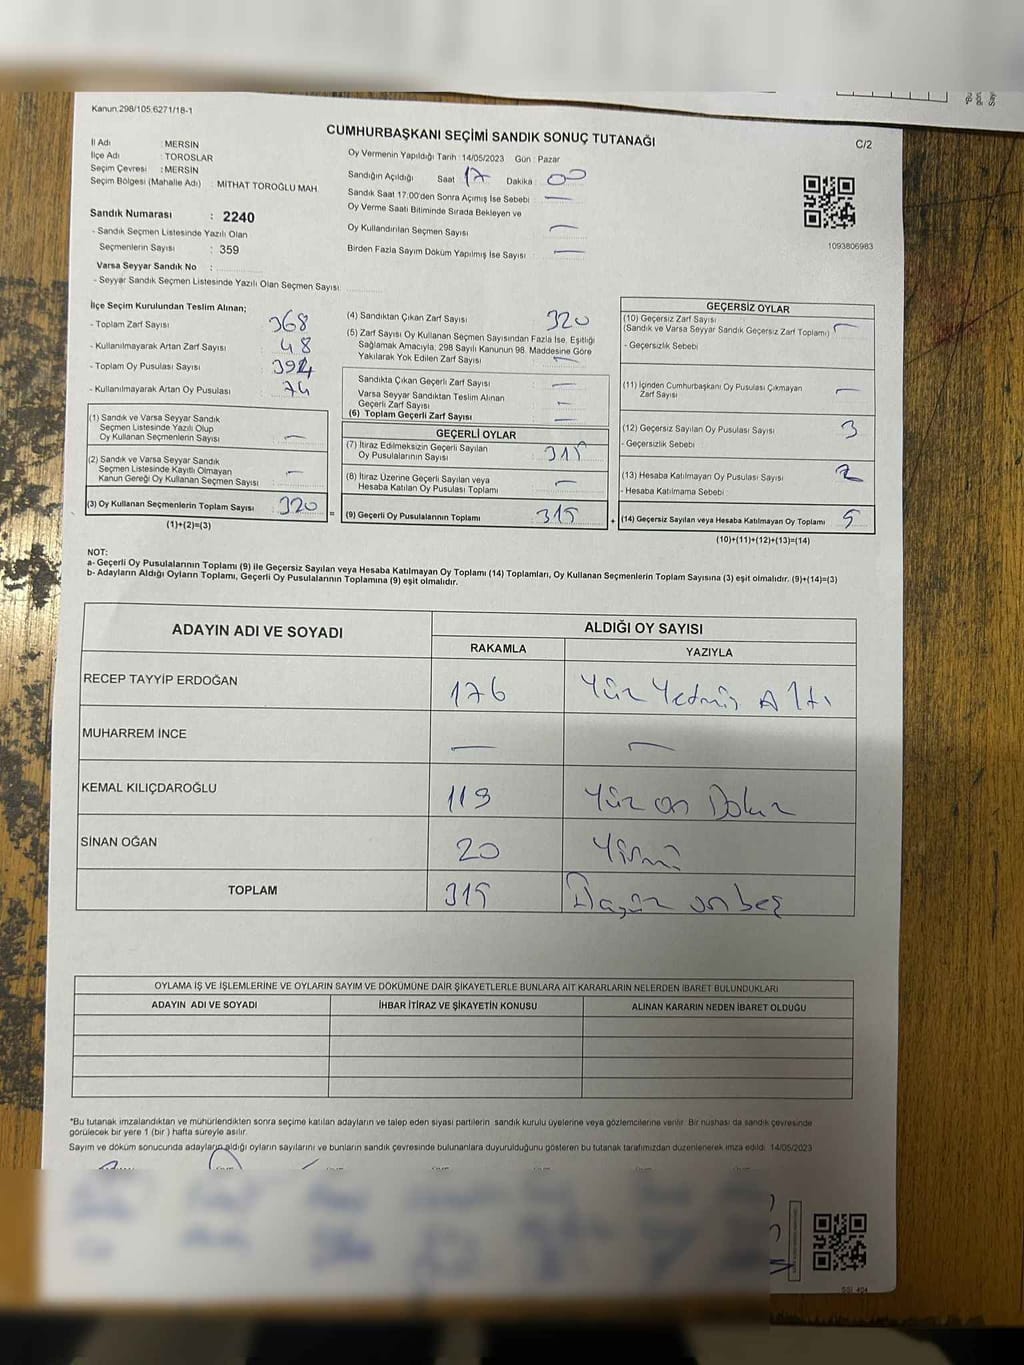 Kanun 298/105 6271/18-1
CUMHURBAŞKANI SEÇİMİ SANDIK SONUÇ TUTANAĞI
C/2
İl Adı : MERSİN
İlçe Adı : TOROSLAR
Seçim Çevresi : MERSİN
Seçim Bölgesi (Mahalle Adı) : MİTHAT TOROĞLU MAH.
Sandık Numarası : 2240
- Sandık Seçmen Listesinde Yazılı Olan
Seçmenlerin Sayısı : 359
Varsa Seyyar Sandık No :
- Seyyar Sandık Seçmen Listesinde Yazılı Olan Seçmen Sayısı
Oy Vermenin Yapıldığı Tarih : 14/05/2023 Gün : Pazar
Sandığın Açıldığı Saat 17 Dakika : 00
Sandık Saat 17.00'den Sonra Açımış İse Sebebi : —
Oy Verme Saati Bitiminde Sırada Bekleyen ve
Oy Kullandırılan Seçmen Sayısı : —
Birden Fazla Sayım Döküm Yapılmış İse Sayısı : —
1093806983
İlçe Seçim Kurulundan Teslim Alınan;
- Toplam Zarf Sayısı : 368
- Kullanılmayarak Artan Zarf Sayısı : 48
- Toplam Oy Pusulası Sayısı : 394
- Kullanılmayarak Artan Oy Pusulası : 74
(1) Sandık ve Varsa Seyyar Sandık
Seçmen Listesinde Yazılı Olup
Oy Kullanan Seçmenlerin Sayısı : —
(2) Sandık ve Varsa Seyyar Sandık
Seçmen Listesinde Kayıtlı Olmayan
Kanun Gereği Oy Kullanan Seçmen Sayısı : —
(3) Oy Kullanan Seçmenlerin Toplam Sayısı : 320
(1)+(2)=(3)
(4) Sandıktan Çıkan Zarf Sayısı : 320
(5) Zarf Sayısı Oy Kullanan Seçmen Sayısından Fazla İse, Eşitliği
Sağlamak Amacıyla, 298 Sayılı Kanunun 98. Maddesine Göre
Yakılarak Yok Edilen Zarf Sayısı : —
Sandıkta Çıkan Geçerli Zarf Sayısı : —
Varsa Seyyar Sandıktan Teslim Alınan
Geçerli Zarf Sayısı : —
(6) Toplam Geçerli Zarf Sayısı : —
GEÇERLİ OYLAR
(7) İtiraz Edilmeksizin Geçerli Sayılan
Oy Pusulalarının Sayısı : 315
(8) İtiraz Üzerine Geçerli Sayılan veya
Hesaba Katılan Oy Pusulası Toplamı : —
= (9) Geçerli Oy Pusulalarının Toplamı : 315 +
GEÇERSİZ OYLAR
(10) Geçersiz Zarf Sayısı
(Sandık ve Varsa Seyyar Sandık Geçersiz Zarf Toplamı) : —
- Geçersizlik Sebebi
(11) İçinden Cumhurbaşkanı Oy Pusulası Çıkmayan
Zarf Sayısı : —
(12) Geçersiz Sayılan Oy Pusulası Sayısı : 3
- Geçersizlik Sebebi
(13) Hesaba Katılmayan Oy Pusulası Sayısı : 2
- Hesaba Katılmama Sebebi
(14) Geçersiz Sayılan veya Hesaba Katılmayan Oy Toplamı : 5
(10)+(11)+(12)+(13)=(14)
NOT:
a- Geçerli Oy Pusulalarının Toplamı (9) ile Geçersiz Sayılan veya Hesaba Katılmayan Oy Toplamı (14) Toplamları, Oy Kullanan Seçmenlerin Toplam Sayısına (3) eşit olmalıdır. (9)+(14)=(3)
b- Adayların Aldığı Oyların Toplamı, Geçerli Oy Pusulalarının Toplamına (9) eşit olmalıdır.
ADAYIN ADI VE SOYADI ALDIĞI OY SAYISI
RAKAMLA YAZIYLA
RECEP TAYYİP ERDOĞAN 176 Yüz Yetmiş Altı
MUHARREM İNCE — —
KEMAL KILIÇDAROĞLU 119 Yüz on Dokuz
SİNAN OĞAN 20 Yirmi
TOPLAM 315 Üçyüz onbeş
OYLAMA İŞ VE İŞLEMLERİNE VE OYLARIN SAYIM VE DÖKÜMÜNE DAİR ŞİKAYETLERLE BUNLARA AİT KARARLARIN NELERDEN İBARET BULUNDUKLARI
ADAYIN ADI VE SOYADI İHBAR İTİRAZ VE ŞİKAYETİN KONUSU ALINAN KARARIN NEDEN İBARET OLDUĞU
*Bu tutanak imzalandıktan ve mühürlendikten sonra seçime katılan adayların ve talep eden siyasi partilerin sandık kurulu üyelerine veya gözlemcilerine verilir. Bir nüshası da sandık çevresinde
görülecek bir yere 1 (bir ) hafta süreyle asılır.
Sayım ve döküm sonucunda adayların aldığı oyların sayılarını ve bunların sandık çevresinde bulunanlara duyurulduğunu gösteren bu tutanak tarafımızdan düzenlenerek imza edildi. 14/05/2023